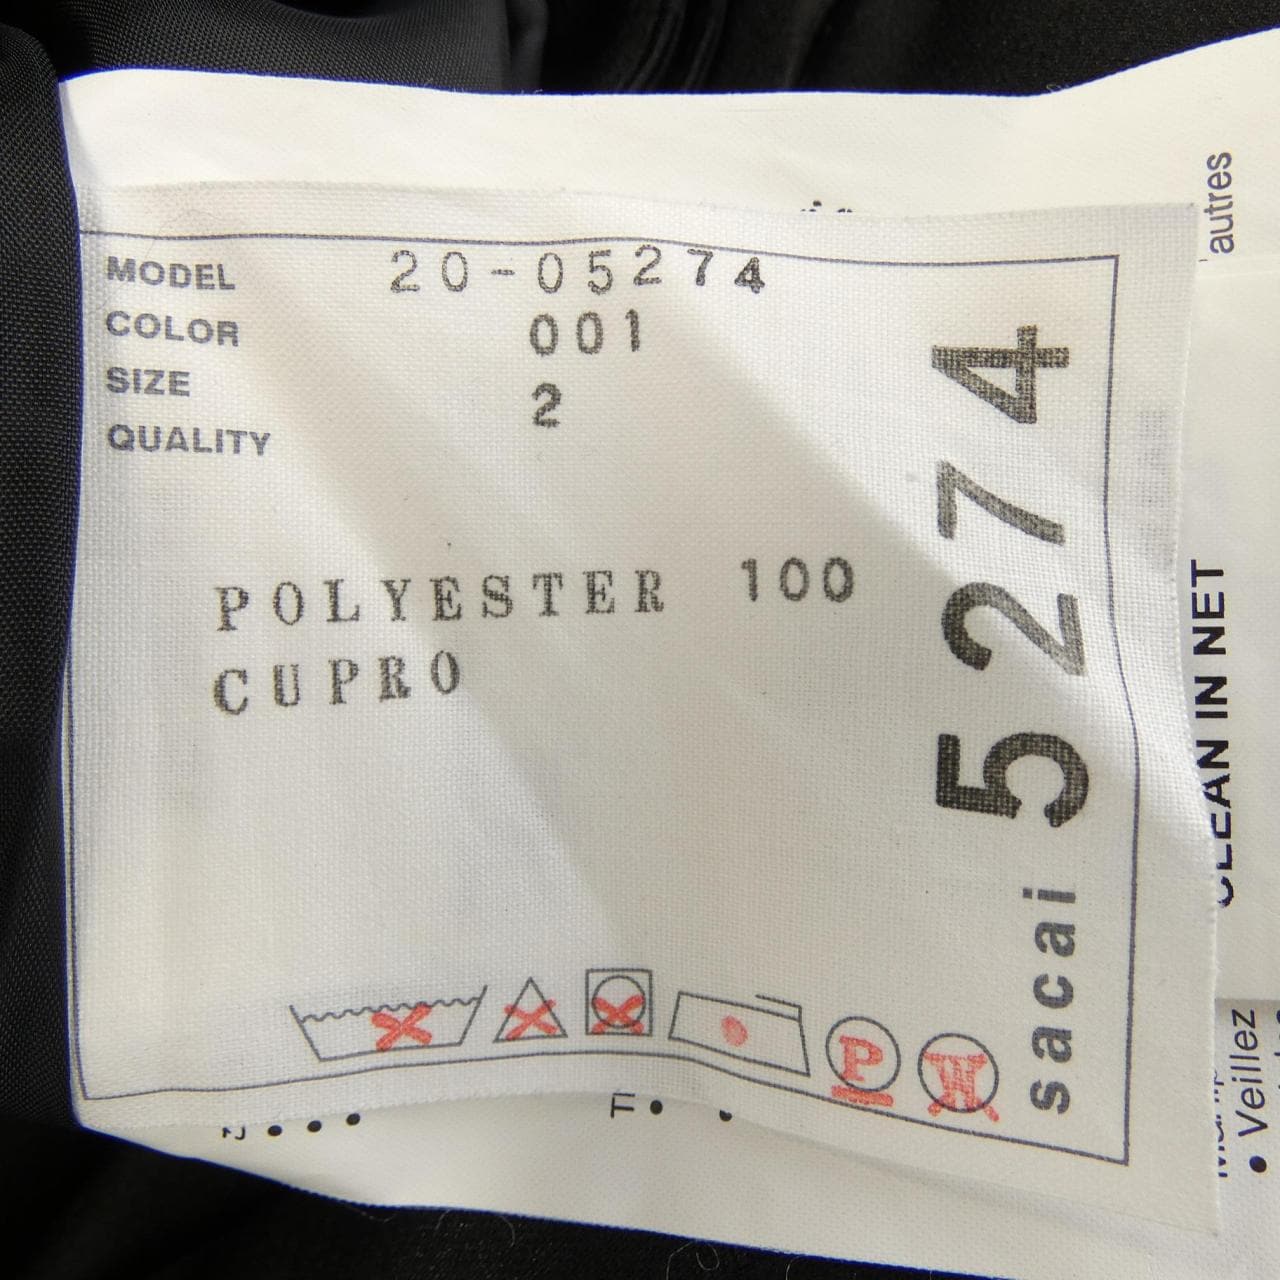 MODEL 20-05274
COLOR 001
SIZE 2
QUALITY
POLYESTER 100
CUPRO
sacai 5274
P
W
autres
CLEAN IN NET
• Veillez